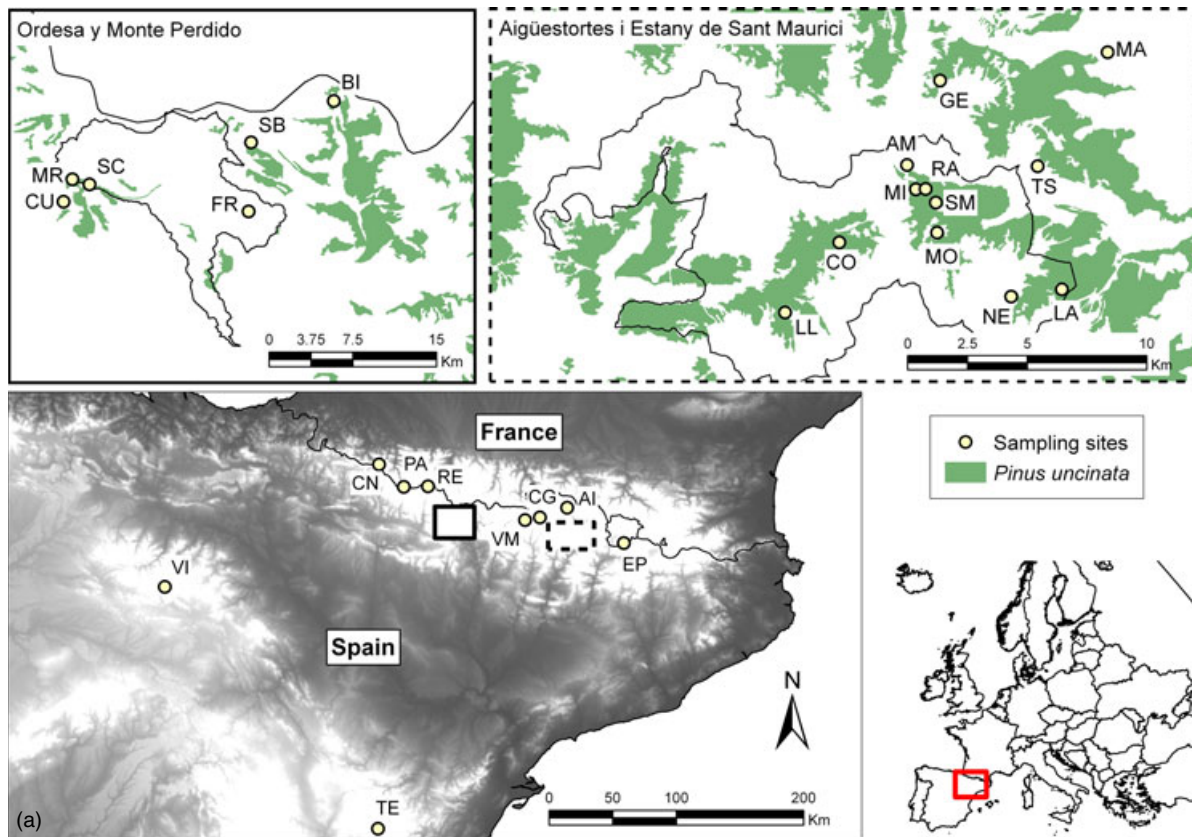 Ordesa y Monte Perdido
BI
SB
MR
SC
CU
FR
0 3.75 7.5 15
Km
Aigüestortes i Estany de Sant Maurici
MA
GE
AM
RA
TS
MI
SM
MO
CO
NE
LA
LL
0 2.5 5 10
Km
France
CN
PA
RE
CG
AI
VM
EP
VI
Spain
N
TE
0 50 100 200
Km
(a)
Sampling sites
Pinus uncinata